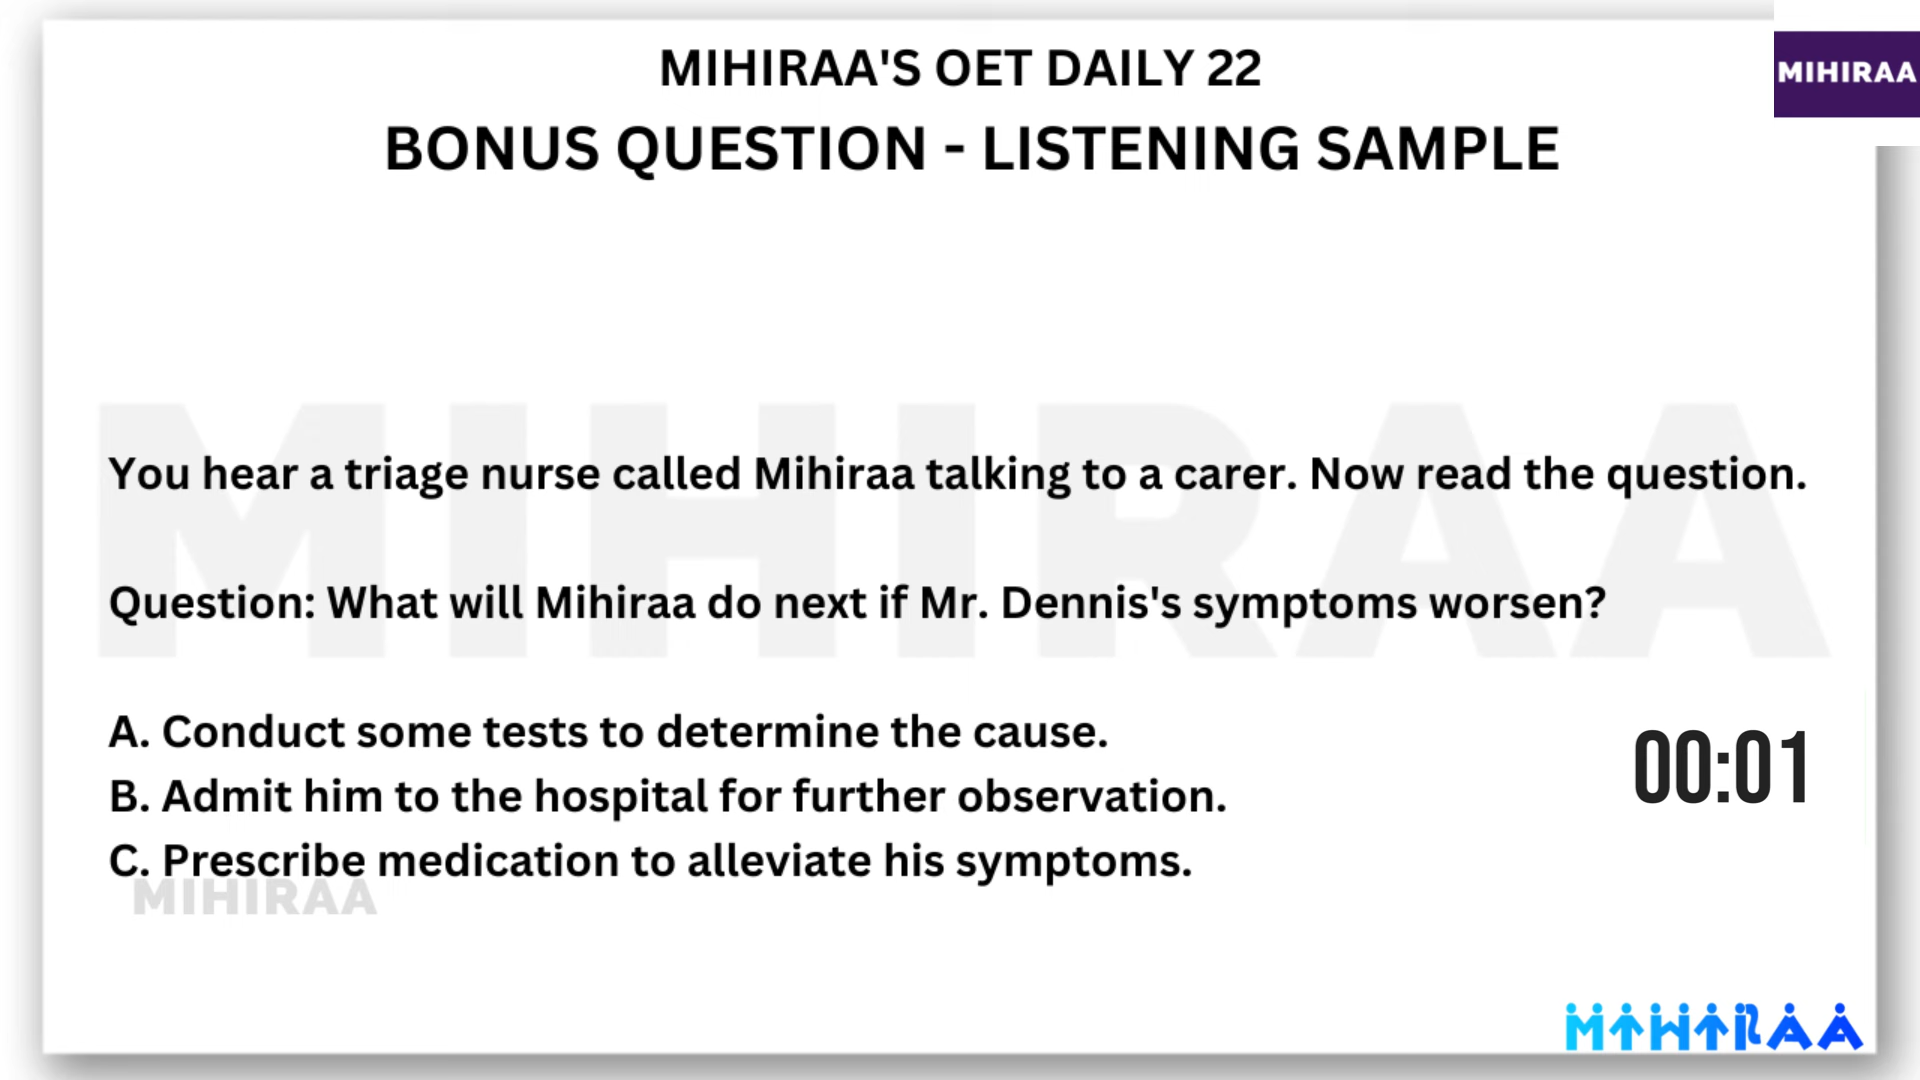 MIHIRAA'S OET DAILY 22
MIHIRAA
BONUS QUESTION - LISTENING SAMPLE
MIHIRAA
You hear a triage nurse called Mihiraa talking to a carer. Now read the question.
Question: What will Mihiraa do next if Mr. Dennis's symptoms worsen?
A. Conduct some tests to determine the cause.
00:01
B. Admit him to the hospital for further observation.
C. Prescribe medication to alleviate his symptoms.
MIHIRAA
MIHIRAA